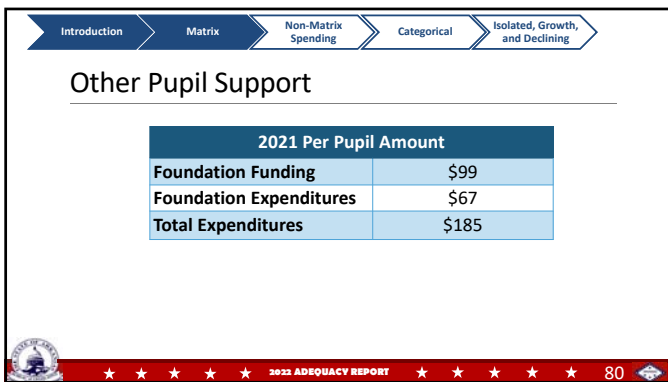 Introduction
Matrix
Non-Matrix
Spending
Categorical
Isolated, Growth,
and Declining
Other Pupil Support
2021 Per Pupil Amount
Foundation Funding $99
Foundation Expenditures $67
Total Expenditures $185
2022 ADEQUACY REPORT
80